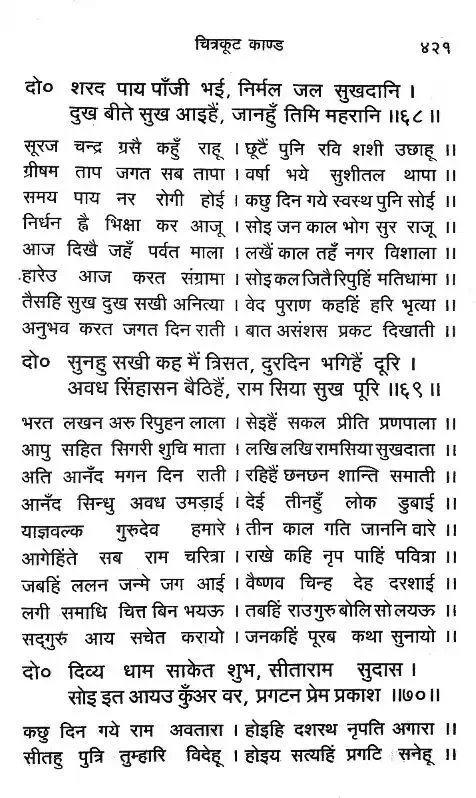 चित्रकूट काण्ड ४२१
दो० शरद पाय पाँजी भई, निर्मल जल सुखदानि ।
दुख बीते सुख आइहैं, जानहुँ तिमि महरानि ।।६८।।
सूरज चन्द्र ग्रसै कहुँ राहू । छूटैं पुनि रवि शशी उछाहू ।।
ग्रीषम ताप जगत सब तापा । वर्षा भये सुशीतल थापा ।।
समय पाय नर रोगी होई । कछु दिन गये स्वस्थ पुनि सोई ।।
निर्धन ह्वै भिक्षा कर आजू । सोइ जन काल भोग सुर राजू ।।
आज दिखै जहँ पर्वत माला । लखैं काल तहँ नगर विशाला ।।
हारेउ आज करत संग्रामा । सोइ कल जितै रिपुहिं मतिधामा ।।
तैसहि सुख दुख सखी अनित्या । वेद पुराण कहहिं हरि भृत्या ।।
अनुभव करत जगत दिन राती । बात असंशस प्रकट दिखाती ।।
दो० सुनहु सखी कह मैं त्रिसत, दुरदिन भगिहैं दूरि ।
अवध सिंहासन बैठिहैं, राम सिया सुख पूरि ।।६९।।
भरत लखन अरु रिपुहन लाला । सेइहैं सकल प्रीति प्रणपाला ।।
आपु सहित सिगरी शुचि माता । लखि लखि रामसिया सुखदाता ।।
अति आनँद मगन दिन राती । रहिहैं छनछन शान्ति समाती ।।
आनँद सिन्धु अवध उमड़ाई । देई तीनहुँ लोक डुबाई ।।
याज्ञवल्क गुरुदेव हमारे । तीन काल गति जाननि वारे ।।
आगेहिंते सब राम चरित्रा । राखे कहि नृप पाहिं पवित्रा ।।
जबहिं ललन जन्मे जग आई । वैष्णव चिन्ह देह दरशाई ।।
लगी समाधि चित्त बिन भयऊ । तबहिं राउ गुरु बोलि सो लयऊ ।।
सद्गुरुं आय सचेत करायो । जनकहिं पूरब कथा सुनायो ।।
दो० दिव्य धाम साकेत शुभ, सीताराम सुदास ।
सोइ इत आयउ कुँअर वर, प्रगटन प्रेम प्रकाश ।।७०।।
कछु दिन गये राम अवतारा । होइहि दशरथ नृपति अगारा ।।
सीतहु पुत्रि तुम्हारि विदेहू । होइय सत्यहिं प्रगटि सनेहू ।।